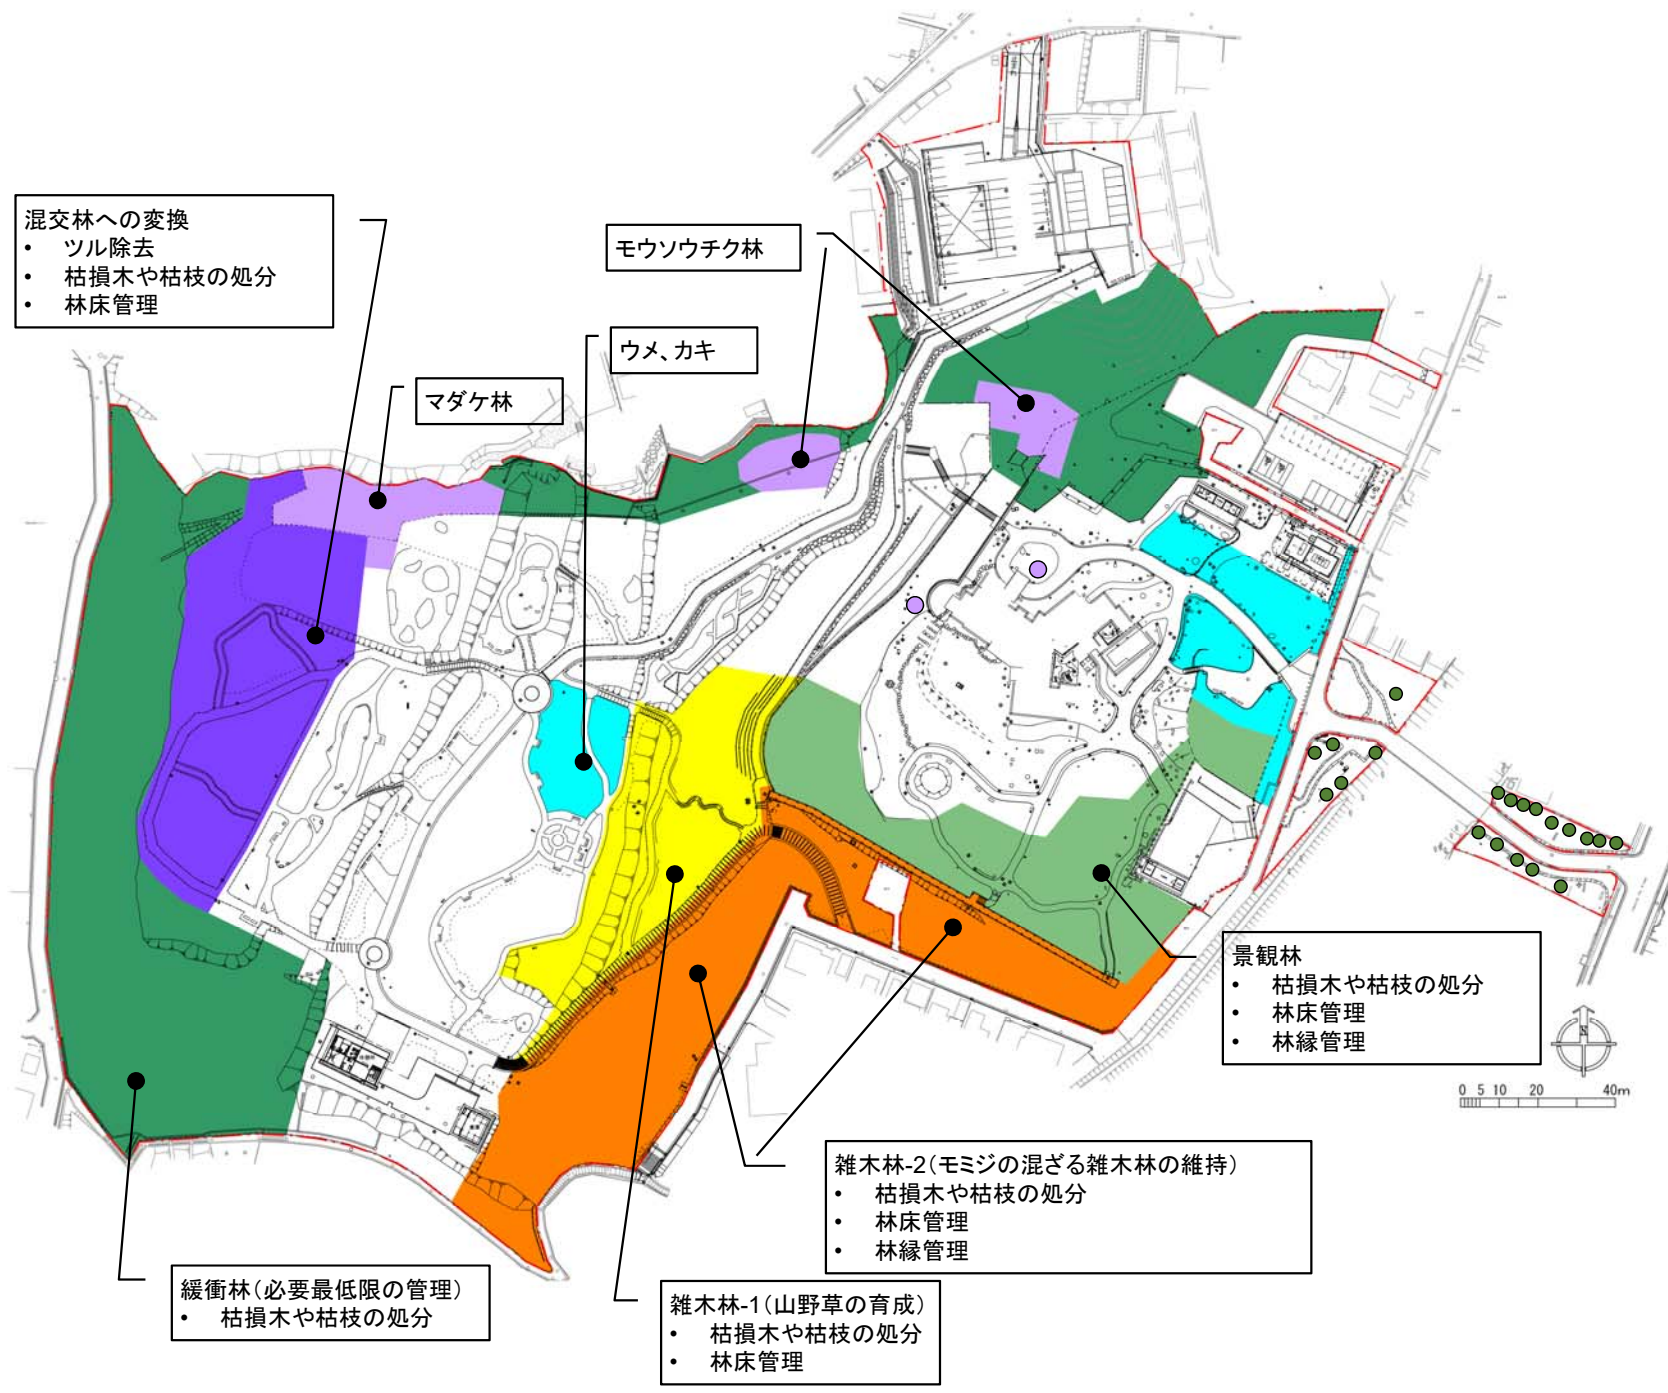 混交林への変換
• ツル除去
• 枯損木や枯枝の処分
• 林床管理
モウソウチク林
ウメ、カキ
マダケ林
景観林
• 枯損木や枯枝の処分
• 林床管理
• 林縁管理
0 5 10 20 40m
雑木林-2(モミジの混ざる雑木林の維持)
• 枯損木や枯枝の処分
• 林床管理
• 林縁管理
緩衝林(必要最低限の管理)
• 枯損木や枯枝の処分
雑木林-1(山野草の育成)
• 枯損木や枯枝の処分
• 林床管理